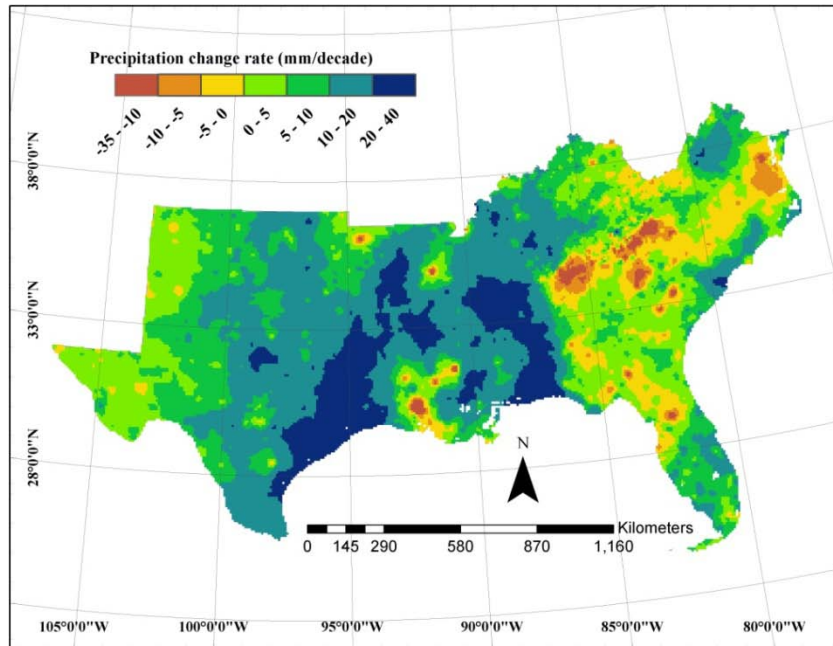 Precipitation change rate (mm/decade)
-35 - -10
-10 - -5
-5 - 0
0 - 5
5 - 10
10 - 20
20 - 40
38°0'0"N
33°0'0"N
28°0'0"N
N
Kilometers
0 145 290 580 870 1,160
105°0'0"W 100°0'0"W 95°0'0"W 90°0'0"W 85°0'0"W 80°0'0"W